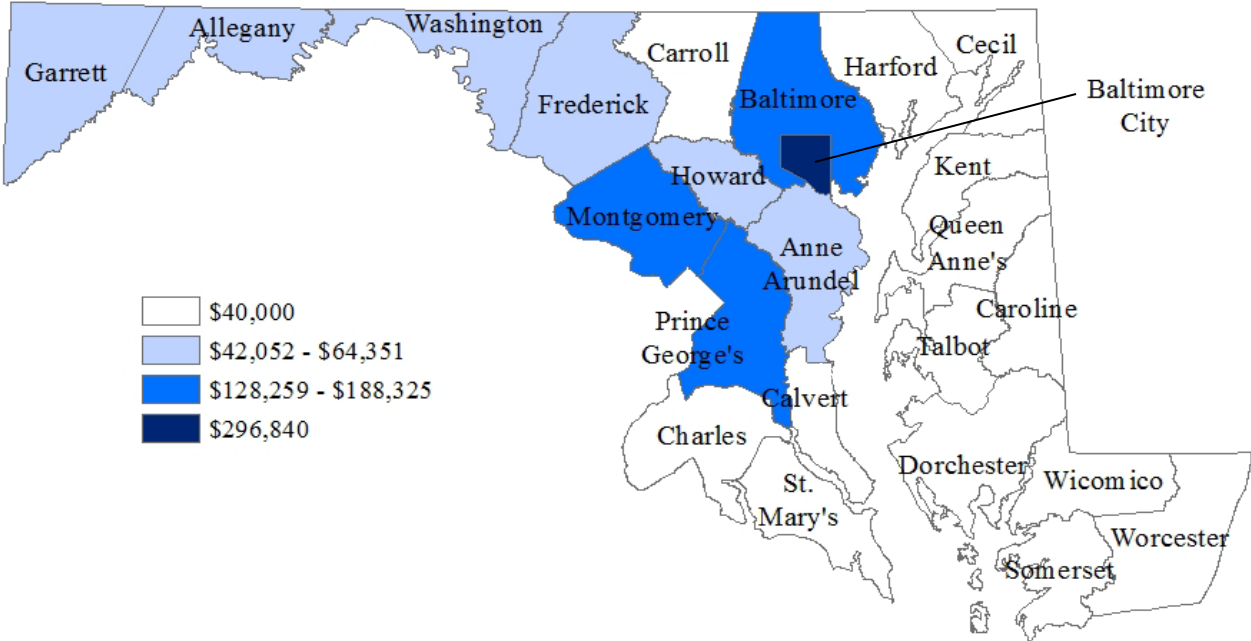 Garrett
Allegany
Washington
Frederick
Carroll
Baltimore
Harford
Cecil
Baltimore
City
Howard
Montgomery
Anne
Arundel
Kent
Queen
Anne's
Caroline
Talbot
Prince
George's
Calvert
Charles
St.
Mary's
Dorchester
Wicomico
Worcester
Somerset
$40,000
$42,052 - $64,351
$128,259 - $188,325
$296,840